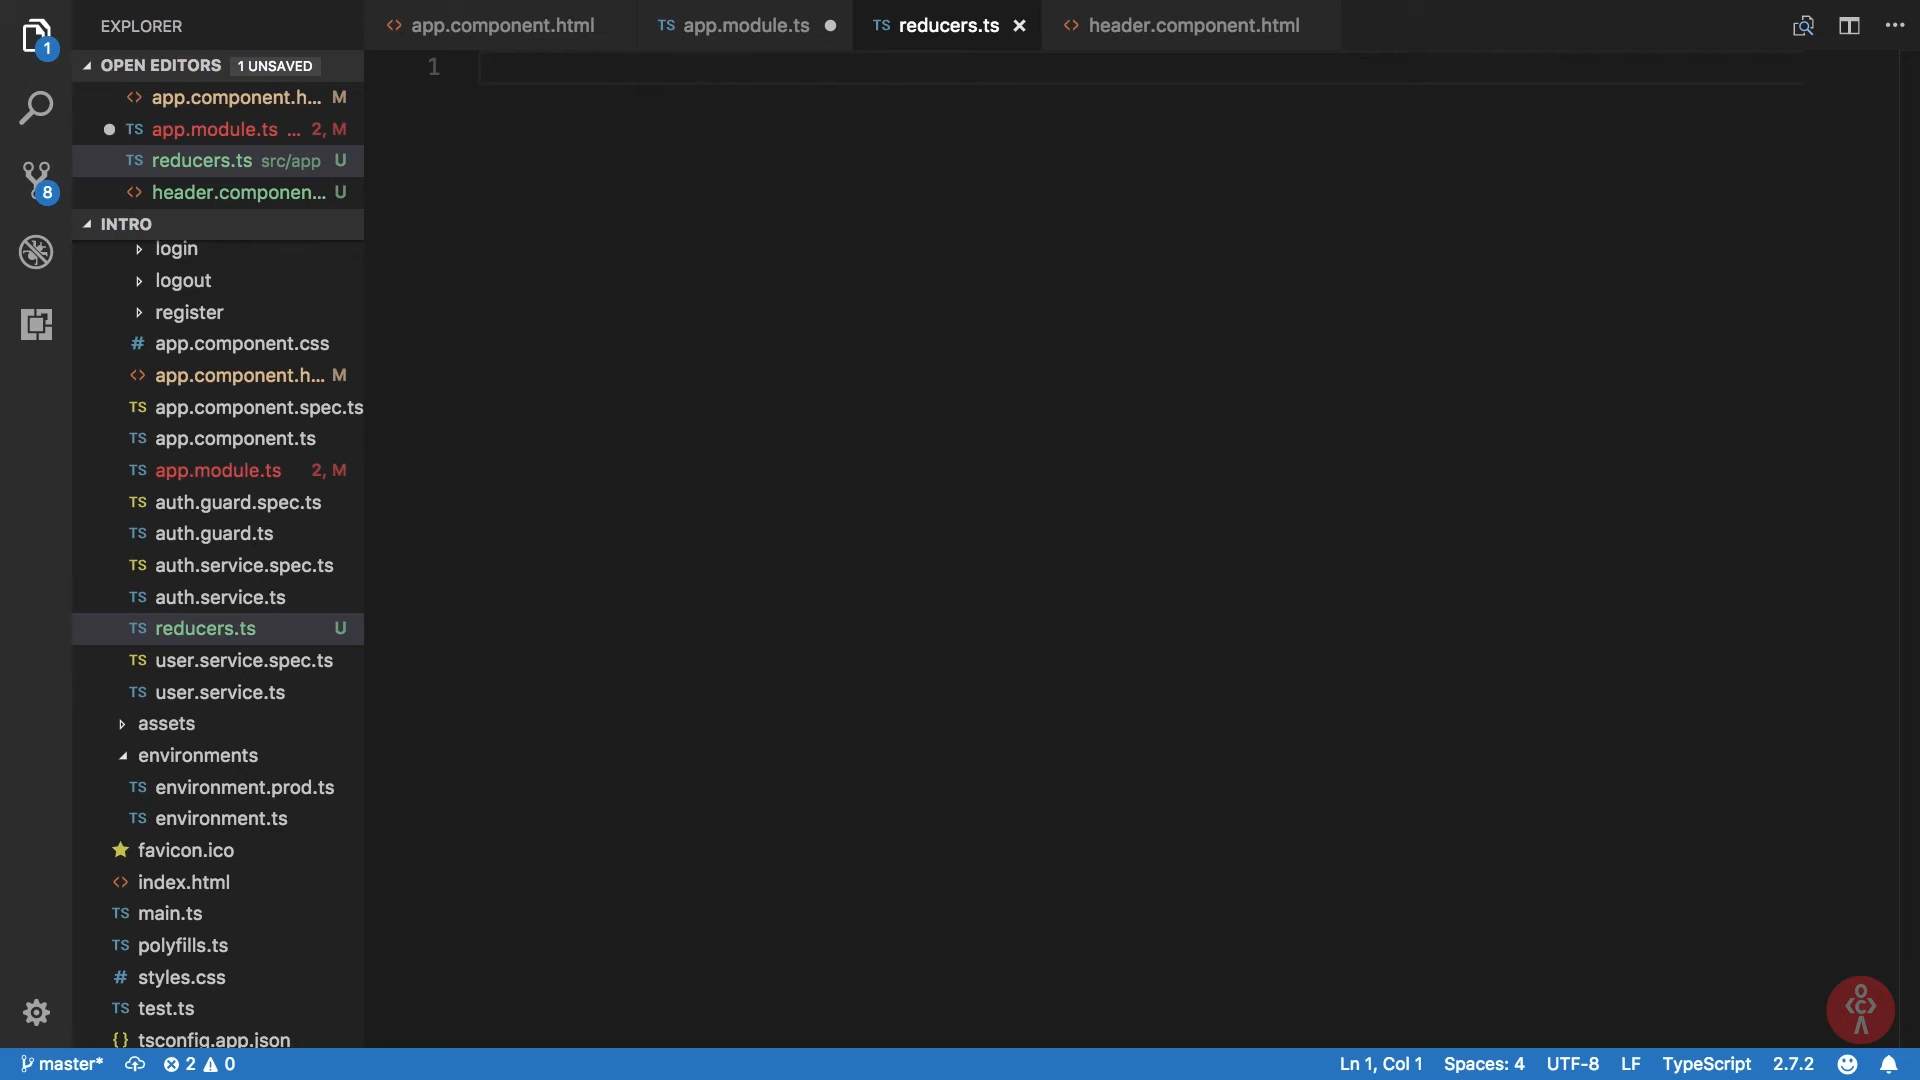 EXPLORER
<> app.component.html
TS app.module.ts
TS reducers.ts
<> header.component.html
1
OPEN EDITORS 1 UNSAVED
<> app.component.h... M
TS app.module.ts ... 2, M
TS reducers.ts src/app U
<> header.componen... U
8
INTRO
login
logout
register
# app.component.css
<> app.component.h... M
TS app.component.spec.ts
TS app.component.ts
TS app.module.ts 2, M
TS auth.guard.spec.ts
TS auth.guard.ts
TS auth.service.spec.ts
TS auth.service.ts
TS reducers.ts U
TS user.service.spec.ts
TS user.service.ts
assets
environments
TS environment.prod.ts
TS environment.ts
favicon.ico
<> index.html
TS main.ts
TS polyfills.ts
# styles.css
TS test.ts
{} tsconfig.app.json
1
master* 2 0
Ln 1, Col 1 Spaces: 4 UTF-8 LF TypeScript 2.7.2